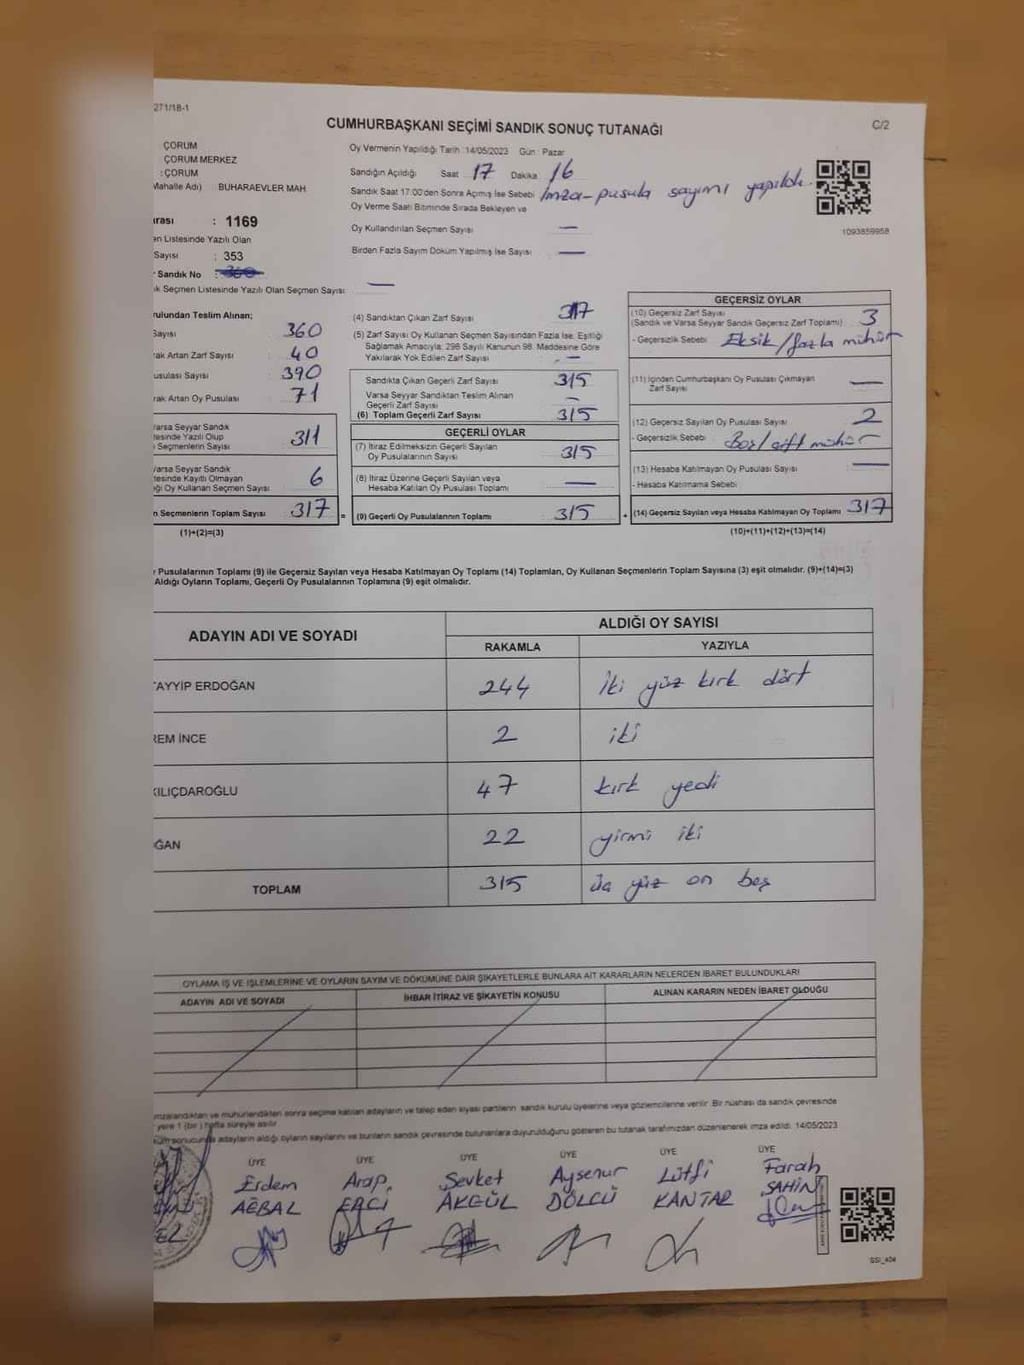 271/18-1
C/2
CUMHURBAŞKANI SEÇİMİ SANDIK SONUÇ TUTANAĞI
ÇORUM
ÇORUM MERKEZ
: ÇORUM
Mahalle Adı) : BUHARAEVLER MAH
: 1169
an Listesinde Yazılı Olan
Sayısı : 353
r Sandık No :
ık Seçmen Listesinde Yazılı Olan Seçmen Sayısı: —
Oy Vermenin Yapıldığı Tarih :14/05/2023 Gün : Pazar
Sandığın Açıldığı Saat 17 Dakika 16
Sandık Saat 17:00'den Sonra Açılmış İse Sebebi İmza-pusula sayımı yapıldı.
Oy Verme Saati Bitiminde Sırada Bekleyen ve
Oy Kullandırılan Seçmen Sayısı —
Birden Fazla Sayım Döküm Yapılmış İse Sayısı —
1093859958
rulundan Teslim Alınan;
Sayısı 360
rak Artan Zarf Sayısı : 40
usulası Sayısı : 390
rak Artan Oy Pusulası : 71
Varsa Seyyar Sandık
tesinde Yazılı Olup
n Seçmenlerin Sayısı 311
Varsa Seyyar Sandık
tesinde Kayıtlı Olmayan
ği Oy Kullanan Seçmen Sayısı 6
n Seçmenlerin Toplam Sayısı 317 =
(1)+(2)=(3)
(4) Sandıktan Çıkan Zarf Sayısı 317
(5) Zarf Sayısı Oy Kullanan Seçmen Sayısından Fazla İse, Eşitliği
Sağlamak Amacıyla; 298 Sayılı Kanunun 98. Maddesine Göre
Yakılarak Yok Edilen Zarf Sayısı —
Sandıkta Çıkan Geçerli Zarf Sayısı 315
Varsa Seyyar Sandıktan Teslim Alınan
Geçerli Zarf Sayısı —
(6) Toplam Geçerli Zarf Sayısı 315
GEÇERLİ OYLAR
(7) İtiraz Edilmeksizin Geçerli Sayılan
Oy Pusulalarının Sayısı 315
(8) İtiraz Üzerine Geçerli Sayılan veya
Hesaba Katılan Oy Pusulası Toplamı —
(9) Geçerli Oy Pusulalarının Toplamı 315 +
GEÇERSİZ OYLAR
(10) Geçersiz Zarf Sayısı
(Sandık ve Varsa Seyyar Sandık Geçersiz Zarf Toplamı) : 3
- Geçersizlik Sebebi Eksik/fazla mühür
(11) İçinden Cumhurbaşkanı Oy Pusulası Çıkmayan
Zarf Sayısı —
(12) Geçersiz Sayılan Oy Pusulası Sayısı 2
- Geçersizlik Sebebi Boş/çift mühür
(13) Hesaba Katılmayan Oy Pusulası Sayısı —
- Hesaba Katılmama Sebebi
(14) Geçersiz Sayılan veya Hesaba Katılmayan Oy Toplamı 317
(10)+(11)+(12)+(13)=(14)
r Pusulalarının Toplamı (9) ile Geçersiz Sayılan veya Hesaba Katılmayan Oy Toplamı (14) Toplamları, Oy Kullanan Seçmenlerin Toplam Sayısına (3) eşit olmalıdır. (9)+(14)=(3)
Aldığı Oyların Toplamı, Geçerli Oy Pusulalarının Toplamına (9) eşit olmalıdır.
ADAYIN ADI VE SOYADI ALDIĞI OY SAYISI
RAKAMLA YAZIYLA
TAYYİP ERDOĞAN 244 İki yüz kırk dört
REM İNCE 2 iki
KILIÇDAROĞLU 47 kırk yedi
ĞAN 22 yirmi iki
TOPLAM 315 üç yüz on beş
OYLAMA İŞ VE İŞLEMLERİNE VE OYLARIN SAYIM VE DÖKÜMÜNE DAİR ŞİKAYETLERLE BUNLARA AİT KARARLARIN NELERDEN İBARET BULUNDUKLARI
ADAYIN ADI VE SOYADI İHBAR İTİRAZ VE ŞİKAYETİN KONUSU ALINAN KARARIN NEDEN İBARET OLDUĞU
imzalandıktan ve mühürlendikten sonra seçime katılan adayların ve talep eden siyasi partilerin sandık kurulu üyelerine veya gözlemcilerine verilir. Bir nüshası da sandık çevresinde
yere 1 (bir) hafta süreyle asılır.
sonucunda adayların aldığı oyların sayılarını ve bunların sandık çevresinde bulunanlara duyurulduğunu gösteren bu tutanak tarafımızdan düzenlenerek imza edildi. 14/05/2023
ÜYE ÜYE ÜYE ÜYE ÜYE ÜYE
Erdem Arap Şevket Ayşenur Lütfi Farah
AĞBAL ERCİ AKGÜL DÖLCÜ KANTAR ŞAHİN
SSİ_404